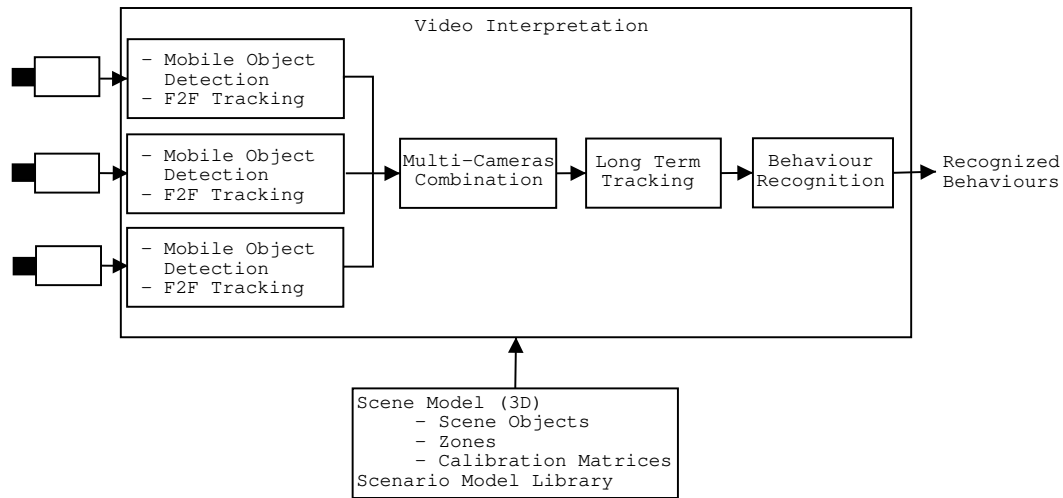 Video Interpretation
- Mobile Object
Detection
- F2F Tracking
- Mobile Object
Detection
- F2F Tracking
- Mobile Object
Detection
- F2F Tracking
Multi-Cameras
Combination
Long Term
Tracking
Behaviour
Recognition
Recognized
Behaviours
Scene Model (3D)
- Scene Objects
- Zones
- Calibration Matrices
Scenario Model Library